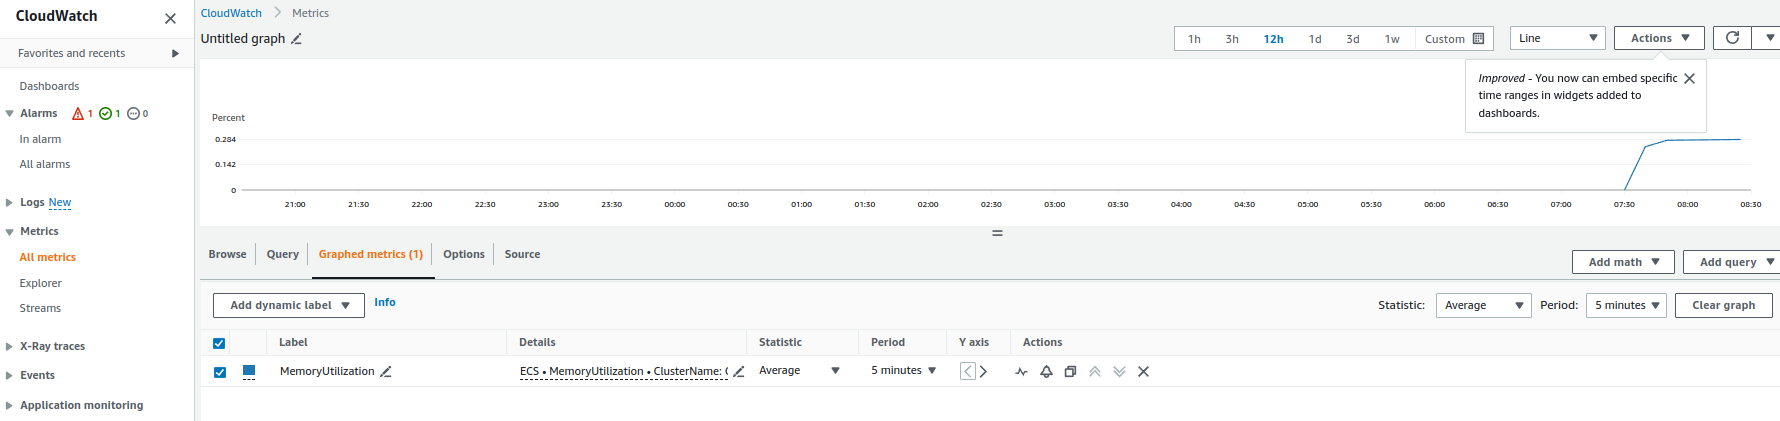 CloudWatch
Favorites and recents
Dashboards
Alarms 1 1 0
In alarm
All alarms
Logs New
Metrics
All metrics
Explorer
Streams
X-Ray traces
Events
Application monitoring
CloudWatch Metrics
Untitled graph
1h 3h 12h 1d 3d 1w Custom
Line
Actions
Improved - You now can embed specific
time ranges in widgets added to
dashboards.
Percent
0.284
0.142
0
21:00 21:30 22:00 22:30 23:00 23:30 00:00 00:30 01:00 01:30 02:00 02:30 03:00 03:30 04:00 04:30 05:00 05:30 06:00 06:30 07:00 07:30 08:00 08:30
Browse Query Graphed metrics (1) Options Source
Add math Add query
Add dynamic label Info
Statistic: Average Period: 5 minutes Clear graph
Label Details Statistic Period Y axis Actions
MemoryUtilization ECS • MemoryUtilization • ClusterName: Average 5 minutes